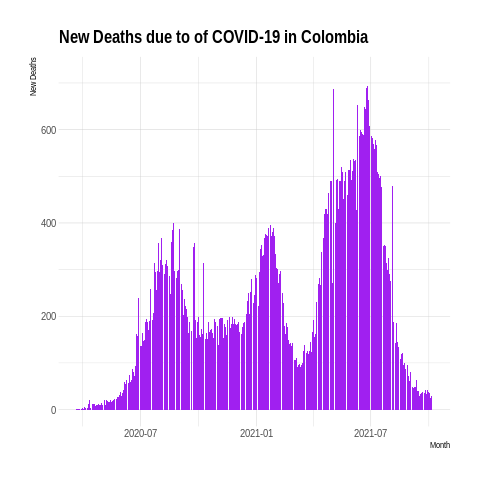 New Deaths due to of COVID-19 in Colombia
New Deaths
600
400
200
0
2020-07
2021-01
2021-07
Month